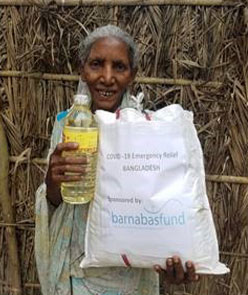 COVID-19 Emergency Relief
BANGLADESH
Sponsored by:
barnabasfund